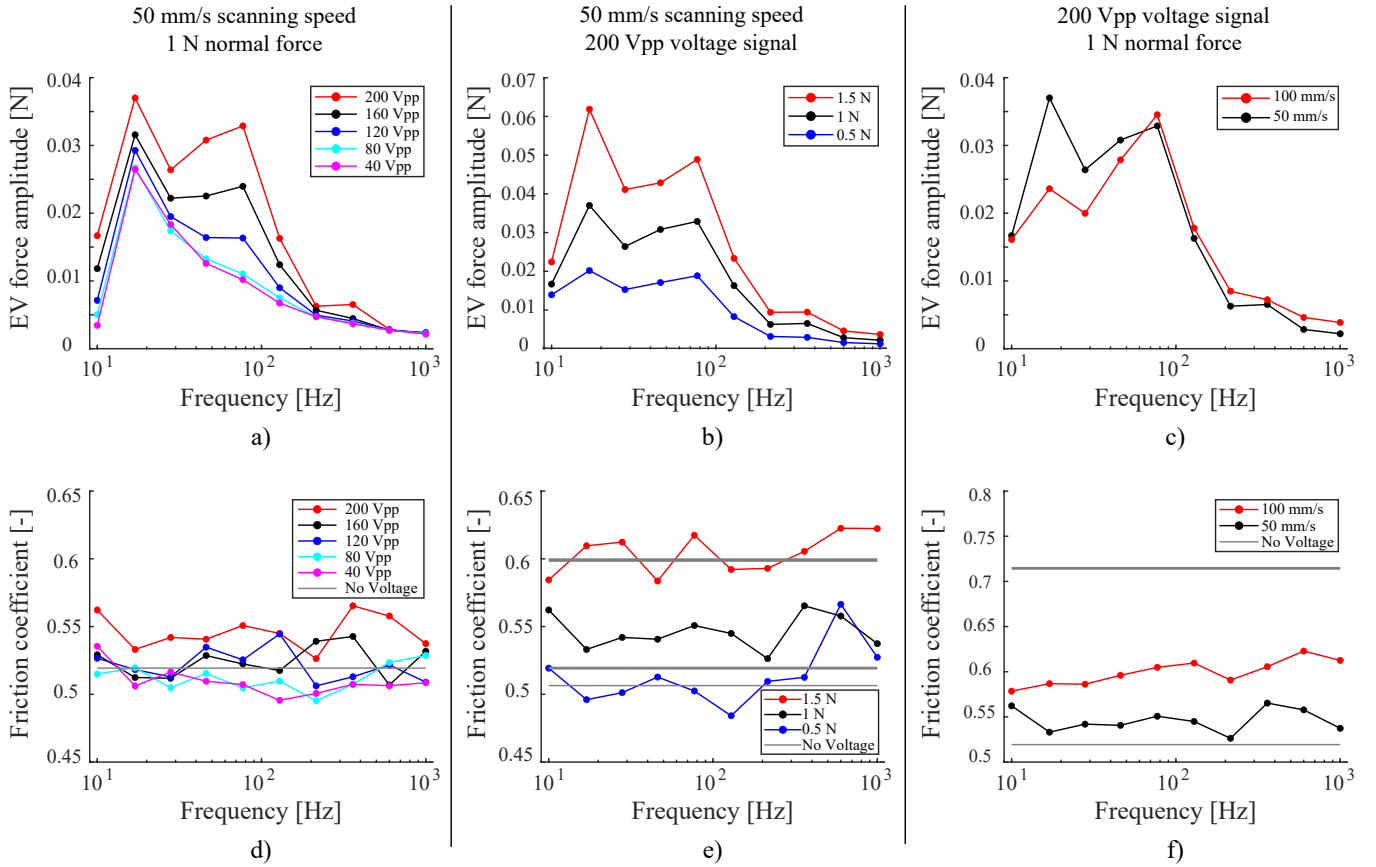 50 mm/s scanning speed
1 N normal force
50 mm/s scanning speed
200 Vpp voltage signal
200 Vpp voltage signal
1 N normal force
EV force amplitude [N]
0.04
0.03
0.02
0.01
0
200 Vpp
160 Vpp
120 Vpp
80 Vpp
40 Vpp
10^1 10^2 10^3
Frequency [Hz]
a)
EV force amplitude [N]
0.07
0.06
0.05
0.04
0.03
0.02
0.01
0
1.5 N
1 N
0.5 N
10^1 10^2 10^3
Frequency [Hz]
b)
EV force amplitude [N]
0.04
0.03
0.02
0.01
0
100 mm/s
50 mm/s
10^1 10^2 10^3
Frequency [Hz]
c)
Friction coefficient [-]
0.65
0.6
0.55
0.5
0.45
200 Vpp
160 Vpp
120 Vpp
80 Vpp
40 Vpp
No Voltage
10^1 10^2 10^3
Frequency [Hz]
d)
Friction coefficient [-]
0.65
0.6
0.55
0.5
0.45
1.5 N
1 N
0.5 N
No Voltage
10^1 10^2 10^3
Frequency [Hz]
e)
Friction coefficient [-]
0.8
0.7
0.6
0.55
0.5
100 mm/s
50 mm/s
No Voltage
10^1 10^2 10^3
Frequency [Hz]
f)